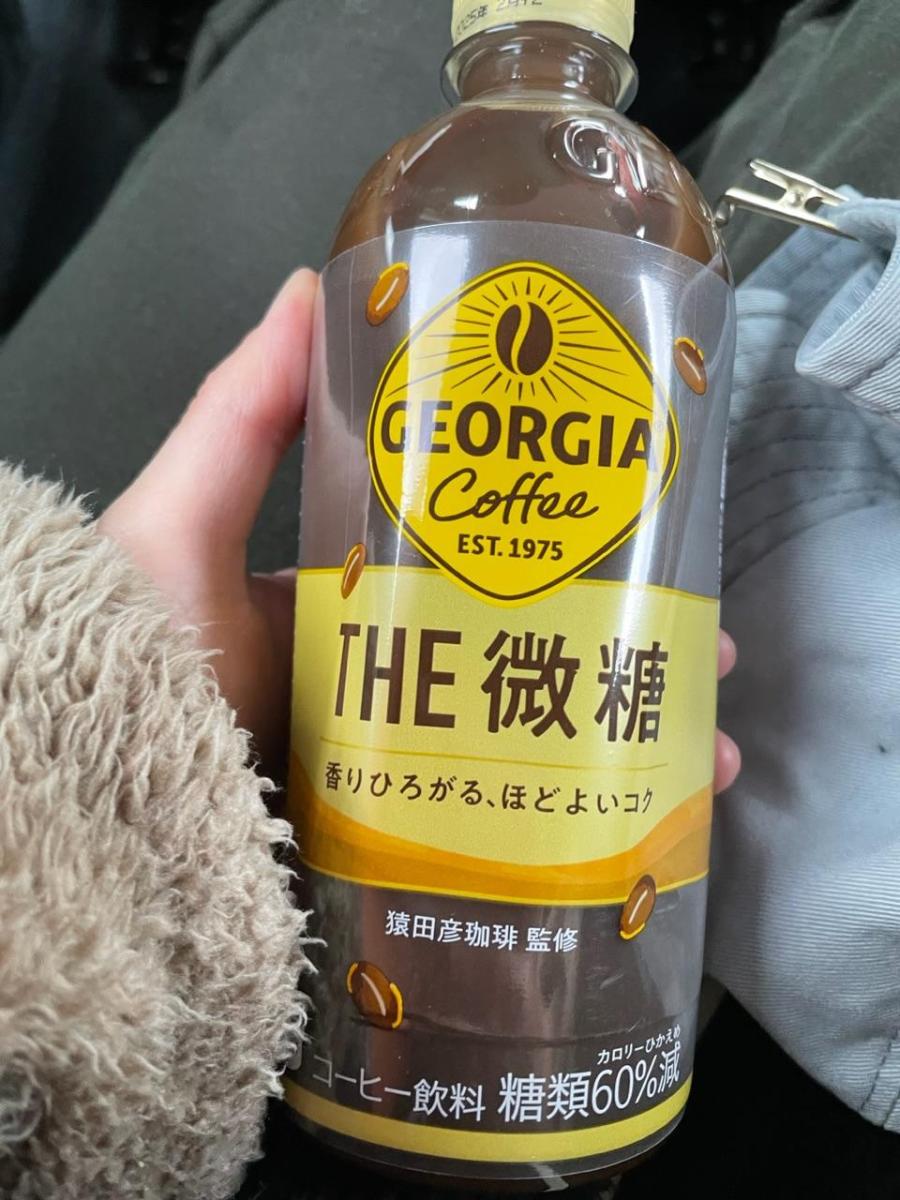 GN
GEORGIA
Coffee
EST. 1975
THE 微糖
香りひろがる、ほどよいコク
猿田彦珈琲 監修
カロリーひかえめ
コーヒー飲料 糖類60%減